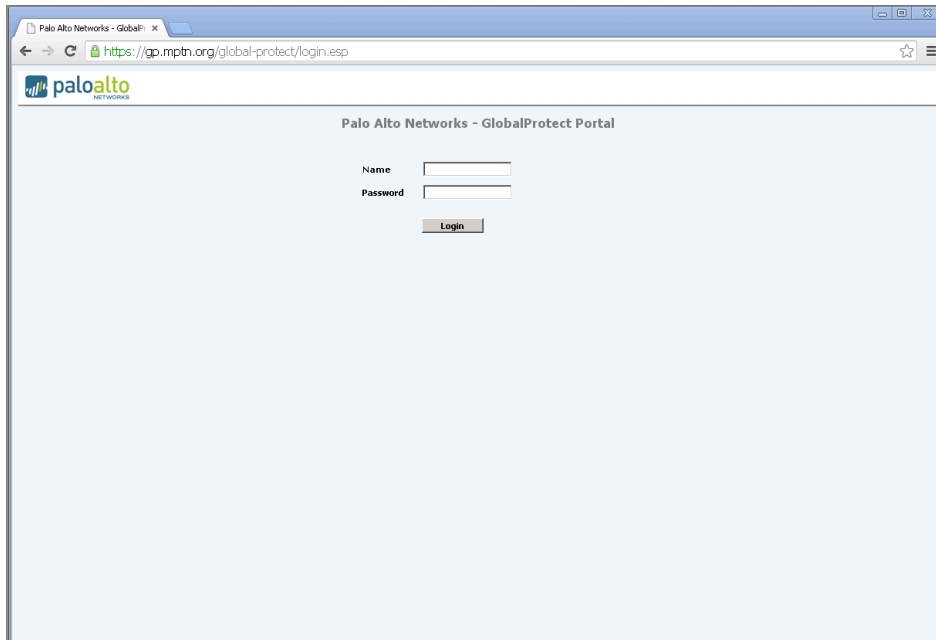 Palo Alto Networks - GlobalPr
https://gp.mptn.org/global-protect/login.esp
paloalto
NETWORKS
Palo Alto Networks - GlobalProtect Portal
Name
Password
Login